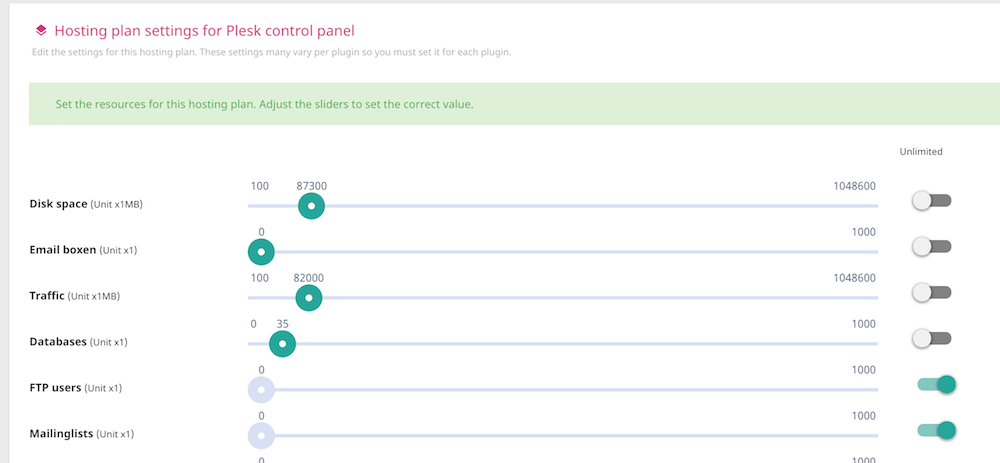 Hosting plan settings for Plesk control panel
Edit the settings for this hosting plan. These settings many vary per plugin so you must set it for each plugin.
Set the resources for this hosting plan. Adjust the sliders to set the correct value.
Unlimited
100 87300 1048600
Disk space (Unit x1MB)
0 1000
Email boxen (Unit x1)
100 82000 1048600
Traffic (Unit x1MB)
0 35 1000
Databases (Unit x1)
0 1000
FTP users (Unit x1)
0 1000
Mailinglists (Unit x1)
0 1000